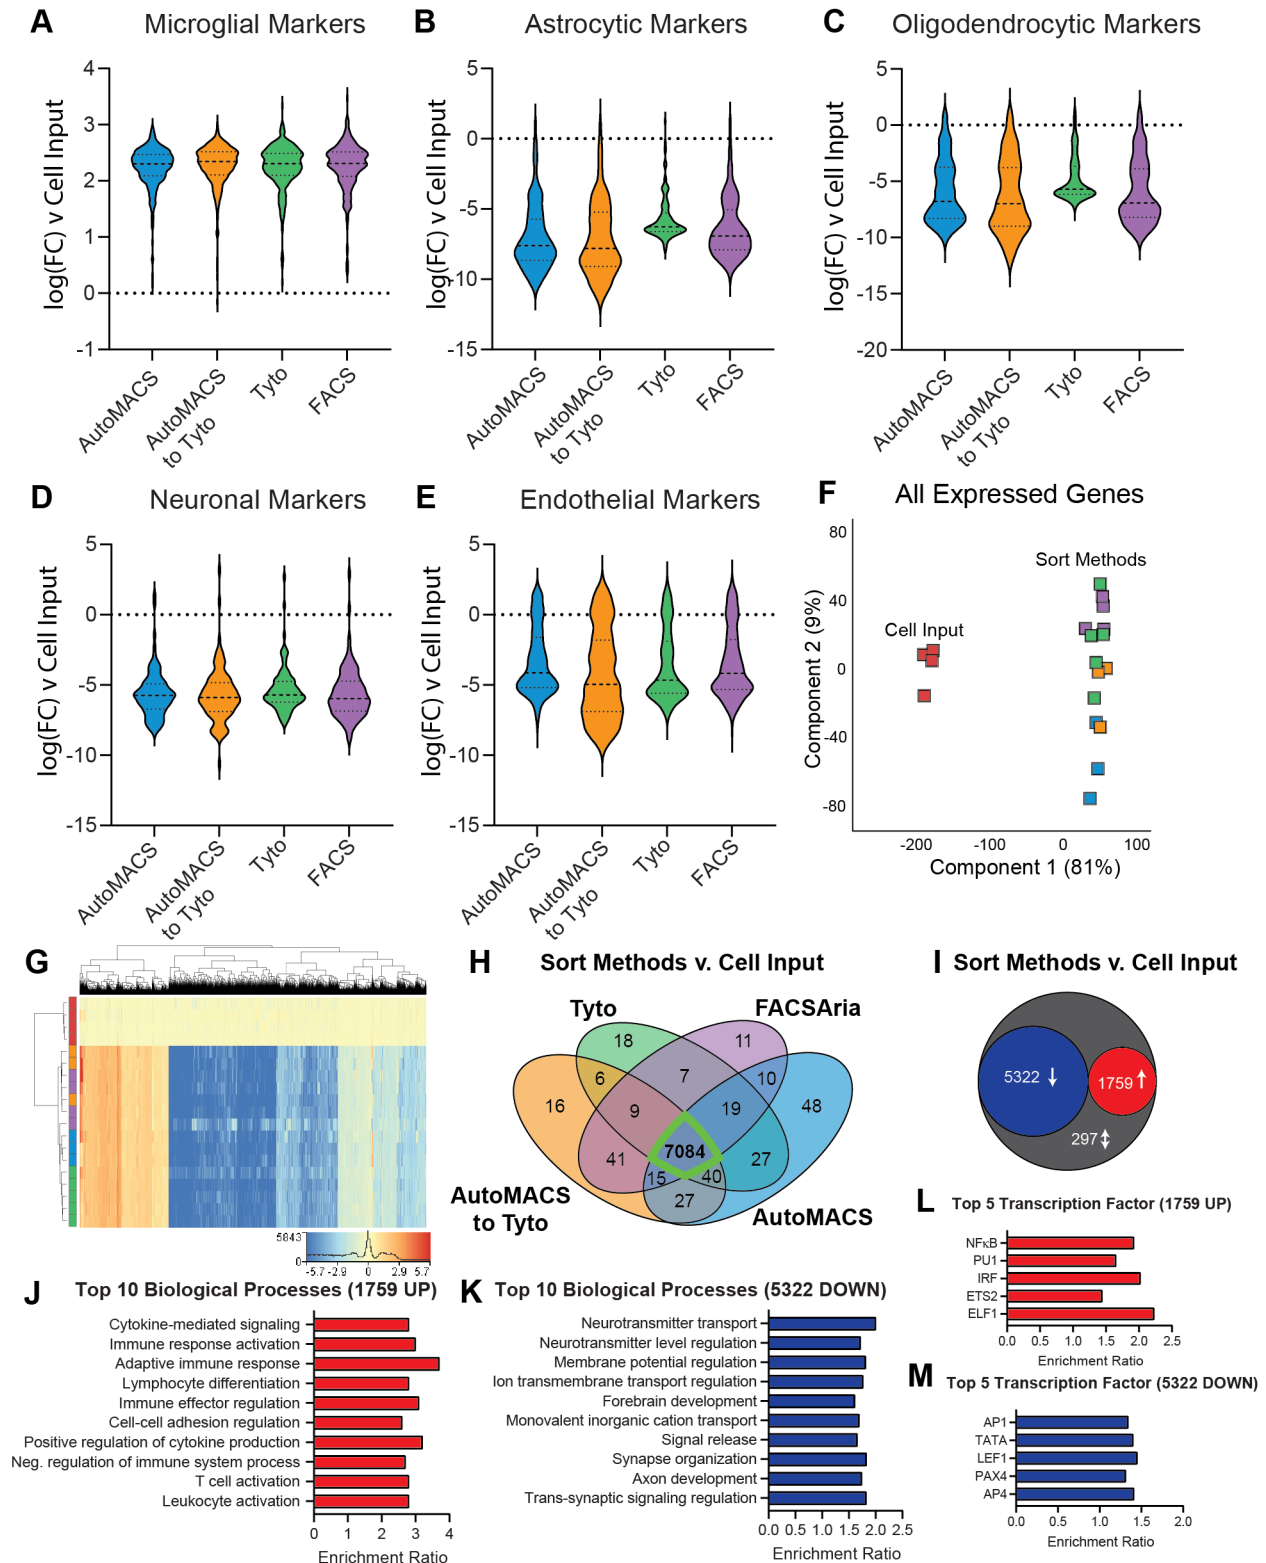 A Microglial Markers
log(FC) v Cell Input
4
3
2
1
0
-1
AutoMACS
AutoMACS
to Tyto
Tyto
FACS
B Astrocytic Markers
log(FC) v Cell Input
5
0
-5
-10
-15
AutoMACS
AutoMACS
to Tyto
Tyto
FACS
C Oligodendrocytic Markers
log(FC) v Cell Input
5
0
-5
-10
-15
-20
AutoMACS
AutoMACS
to Tyto
Tyto
FACS
D Neuronal Markers
log(FC) v Cell Input
5
0
-5
-10
-15
AutoMACS
AutoMACS
to Tyto
Tyto
FACS
E Endothelial Markers
log(FC) v Cell Input
5
0
-5
-10
-15
AutoMACS
AutoMACS
to Tyto
Tyto
FACS
F All Expressed Genes
Component 2 (9%)
80
40
0
-40
-80
Sort Methods
Cell Input
-200 -100 0 100
Component 1 (81%)
G
5843
0
-5.7 -2.9 0 2.9 5.7
H Sort Methods v. Cell Input
Tyto
FACSAria
18
11
6
7
10
16
9
19
48
7084
41
27
15
40
27
AutoMACS
to Tyto
AutoMACS
I Sort Methods v. Cell Input
5322 ↓
1759 ↑
297 ↕
J Top 10 Biological Processes (1759 UP)
Cytokine-mediated signaling
Immune response activation
Adaptive immune response
Lymphocyte differentiation
Immune effector regulation
Cell-cell adhesion regulation
Positive regulation of cytokine production
Neg. regulation of immune system process
T cell activation
Leukocyte activation
0 1 2 3 4
Enrichment Ratio
K Top 10 Biological Processes (5322 DOWN)
Neurotransmitter transport
Neurotransmitter level regulation
Membrane potential regulation
Ion transmembrane transport regulation
Forebrain development
Monovalent inorganic cation transport
Signal release
Synapse organization
Axon development
Trans-synaptic signaling regulation
0.0 0.5 1.0 1.5 2.0 2.5
Enrichment Ratio
L Top 5 Transcription Factor (1759 UP)
NFκB
PU1
IRF
ETS2
ELF1
0.0 0.5 1.0 1.5 2.0 2.5
Enrichment Ratio
M Top 5 Transcription Factor (5322 DOWN)
AP1
TATA
LEF1
PAX4
AP4
0.0 0.5 1.0 1.5 2.0
Enrichment Ratio